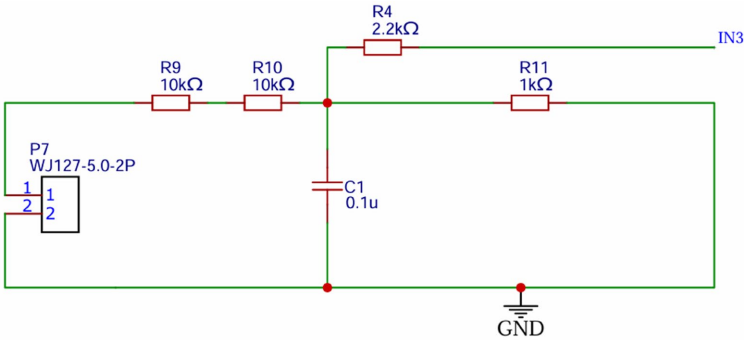 R4
2.2kΩ
IN3
R9
10kΩ
R10
10kΩ
R11
1kΩ
P7
WJ127-5.0-2P
1 1
2 2
C1
0.1u
GND